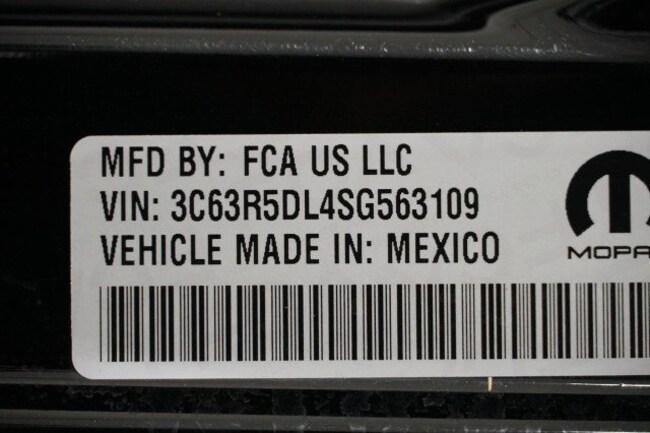 MFD BY: FCA US LLC
VIN: 3C63R5DL4SG563109
VEHICLE MADE IN: MEXICO
MOPA